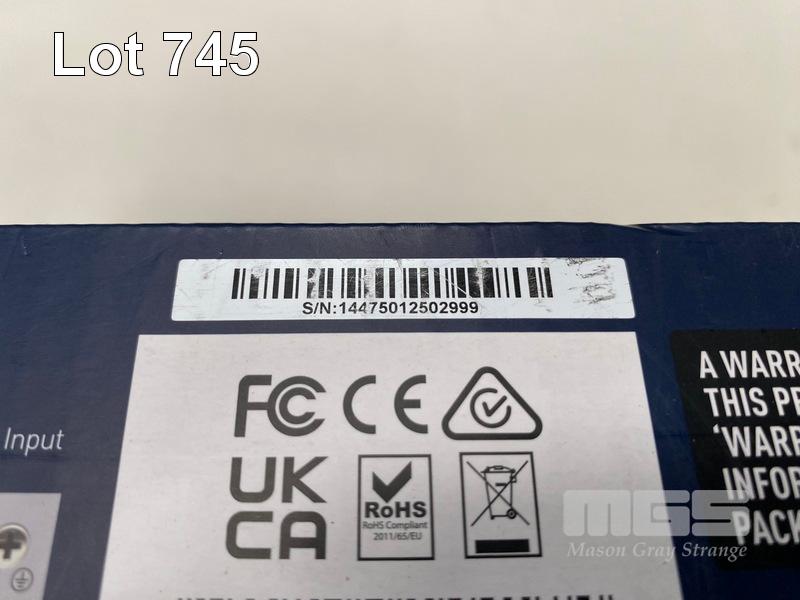 Lot 745
S/N:14475012502999
FC CE
Input
UK
CA
RoHS
RoHS Compliant
2011/65/EU
A WARR
THIS PR
'WARR
INFOR
PACK
MGS
Mason Gray Strange